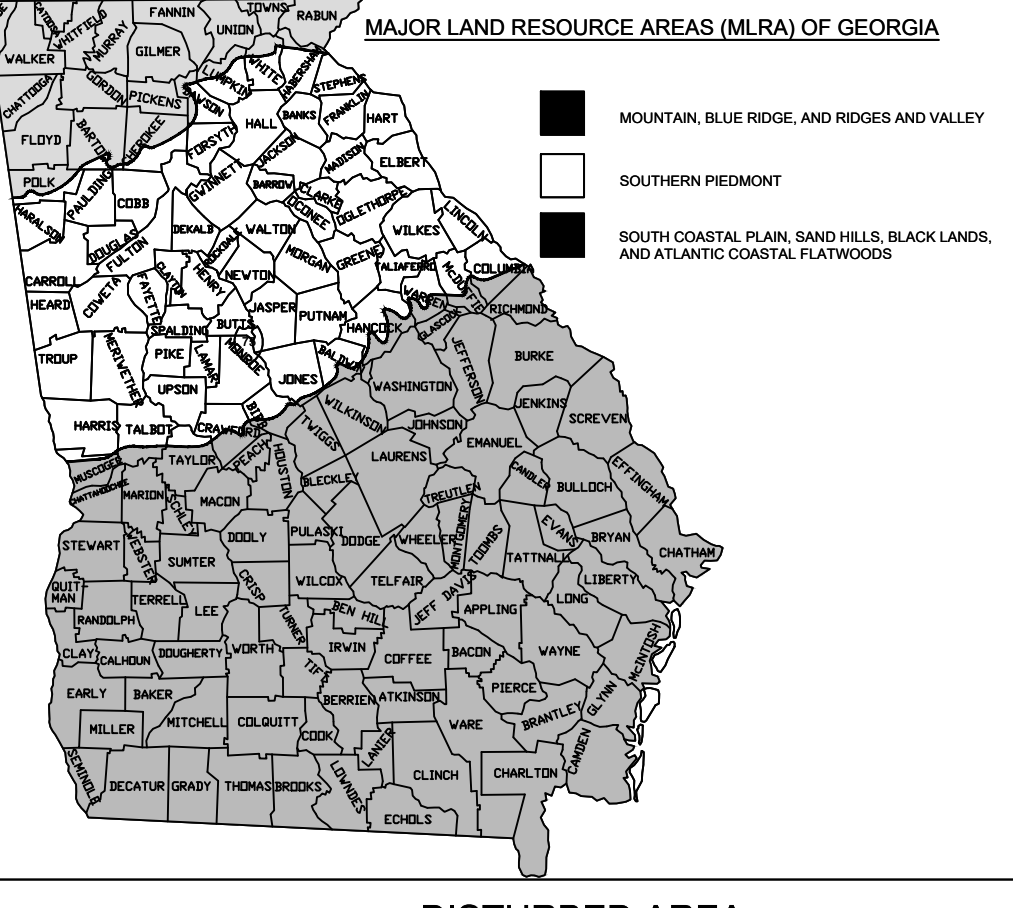 MAJOR LAND RESOURCE AREAS (MLRA) OF GEORGIA
MOUNTAIN, BLUE RIDGE, AND RIDGES AND VALLEY
SOUTHERN PIEDMONT
SOUTH COASTAL PLAIN, SAND HILLS, BLACK LANDS,
AND ATLANTIC COASTAL FLATWOODS
FANNIN
TOWNS
RABUN
UNION
WHITFIELD
MURRAY
GILMER
WALKER
CHATTOOGA
GORDON
PICKENS
LUMPKIN
WHITE
HABERSHAM
STEPHENS
DAWSON
BANKS
FRANKLIN
HART
FLOYD
BARTOW
CHEROKEE
FORSYTH
HALL
JACKSON
MADISON
ELBERT
POLK
PAULDING
COBB
GWINNETT
BARROW
CLARKE
OCONEE
OGLETHORPE
HARALSON
DOUGLAS
FULTON
DEKALB
WALTON
WILKES
LINCOLN
CARROLL
CLAYTON
HENRY
NEWTON
MORGAN
GREENE
TALIAFERRO
McDUFFIE
COLUMBIA
HEARD
COWETA
FAYETTE
JASPER
PUTNAM
HANCOCK
WARREN
RICHMOND
SPALDING
BUTTS
GLASCOCK
TROUP
MERIWETHER
PIKE
LAMAR
MONROE
JONES
BALDWIN
JEFFERSON
BURKE
UPSON
WASHINGTON
JENKINS
SCREVEN
HARRIS
TALBOT
CRAWFORD
BIBB
TWIGGS
WILKINSON
JOHNSON
EMANUEL
MUSCOGEE
CHATTAHOOCHEE
TAYLOR
PEACH
HOUSTON
BLECKLEY
LAURENS
TREUTLEN
CANDLER
BULLOCH
EFFINGHAM
MARION
SCHLEY
MACON
STEWART
WEBSTER
SUMTER
DOOLY
PULASKI
DODGE
WHEELER
MONTGOMERY
TOOMBS
TATTNALL
EVANS
BRYAN
CHATHAM
QUIT-
MAN
TERRELL
LEE
CRISP
WILCOX
TELFAIR
JEFF DAVIS
APPLING
LONG
LIBERTY
RANDOLPH
TURNER
BEN HILL
CLAY
CALHOUN
DOUGHERTY
WORTH
IRWIN
COFFEE
BACON
WAYNE
McINTOSH
EARLY
BAKER
TIFT
BERRIEN
ATKINSON
PIERCE
BRANTLEY
GLYNN
MILLER
MITCHELL
COLQUITT
COOK
LANIER
WARE
CAMDEN
SEMINOLE
DECATUR
GRADY
THOMAS
BROOKS
LOWNDES
CLINCH
CHARLTON
ECHOLS